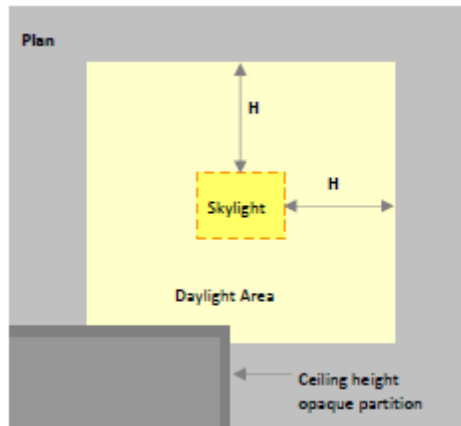 Plan
H
H
Skylight
Daylight Area
Ceiling height
opaque partition